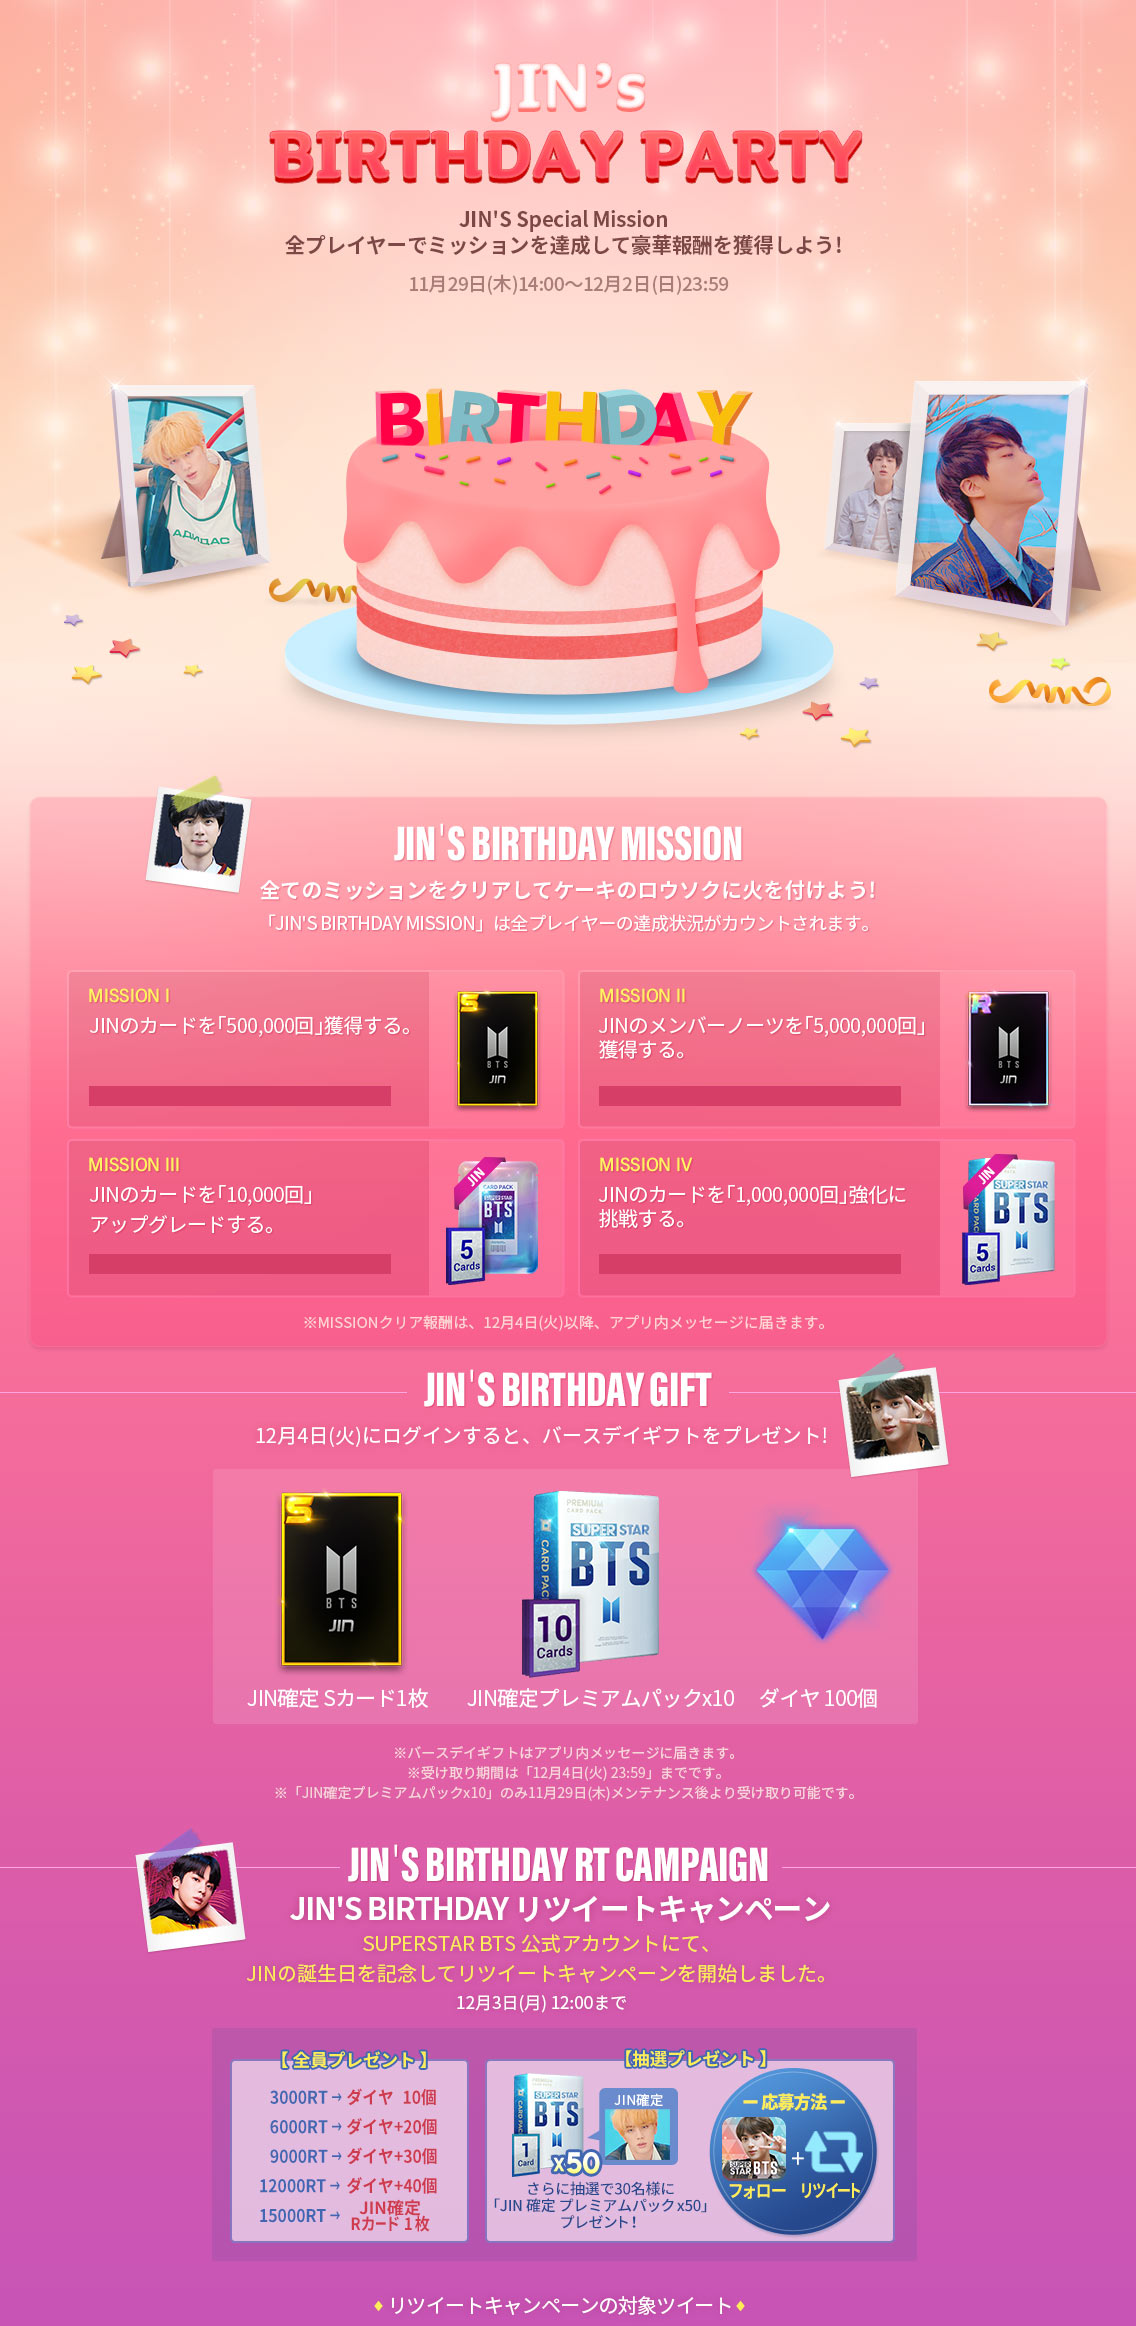 JIN's
BIRTHDAY PARTY
JIN'S Special Mission
全プレイヤーでミッションを達成して豪華報酬を獲得しよう!
11月29日(木)14:00～12月2日(日)23:59
BIRTHDAY
JIN'S BIRTHDAY MISSION
全てのミッションをクリアしてケーキのロウソクに火を付けよう!
「JIN'S BIRTHDAY MISSION」は全プレイヤーの達成状況がカウントされます。
MISSION I
JINのカードを「500,000回」獲得する。
S
BTS
JIN
MISSION II
JINのメンバーノーツを「5,000,000回」
獲得する。
R
BTS
JIN
MISSION III
JINのカードを「10,000回」
アップグレードする。
JIN
CARD PACK
SUPER STAR
BTS
5
Cards
MISSION IV
JINのカードを「1,000,000回」強化に
挑戦する。
JIN
SUPER STAR
BTS
CARD PACK
5
Cards
※MISSIONクリア報酬は、12月4日(火)以降、アプリ内メッセージに届きます。
JIN'S BIRTHDAY GIFT
12月4日(火)にログインすると、バースデイギフトをプレゼント!
S
BTS
JIN
PREMIUM
CARD PACK
SUPER STAR
BTS
CARD PAC
10
Cards
JIN確定 Sカード1枚
JIN確定プレミアムパックx10
ダイヤ 100個
※バースデイギフトはアプリ内メッセージに届きます。
※受け取り期間は「12月4日(火) 23:59」までです。
※「JIN確定プレミアムパックx10」のみ11月29日(木)メンテナンス後より受け取り可能です。
JIN'S BIRTHDAY RT CAMPAIGN
JIN'S BIRTHDAY リツイートキャンペーン
SUPERSTAR BTS 公式アカウントにて、
JINの誕生日を記念してリツイートキャンペーンを開始しました。
12月3日(月) 12:00まで
【 全員プレゼント 】
3000RT→ ダイヤ 10個
6000RT→ ダイヤ+20個
9000RT→ ダイヤ+30個
12000RT→ ダイヤ+40個
15000RT→ JIN確定
Rカード 1枚
【抽選プレゼント 】
PREMIUM
SUPER STAR
BTS
1
Card
x50
JIN確定
さらに抽選で30名様に
「JIN 確定 プレミアムパック x50」
プレゼント!
ー 応募方法 ー
SUPER STAR BTS
+
フォロー
リツイート
♦ リツイートキャンペーンの対象ツイート ♦